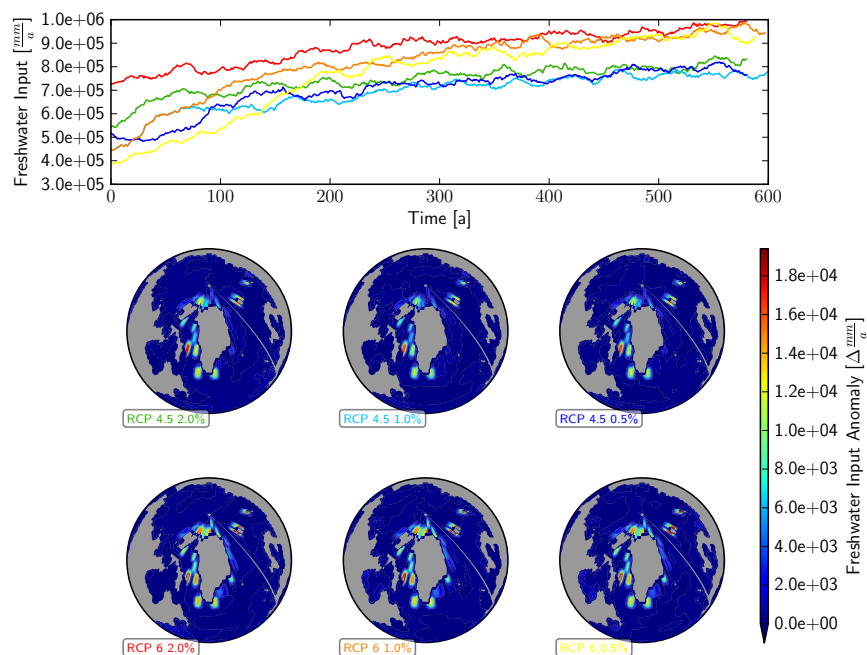 1.0e+06
9.0e+05
8.0e+05
7.0e+05
6.0e+05
5.0e+05
4.0e+05
3.0e+05
Freshwater Input [mm/a]
0 100 200 300 400 500 600
Time [a]
RCP 4.5 2.0% RCP 4.5 1.0% RCP 4.5 0.5%
RCP 6 2.0% RCP 6 1.0% RCP 6 0.5%
1.8e+04
1.6e+04
1.4e+04
1.2e+04
1.0e+04
8.0e+03
6.0e+03
4.0e+03
2.0e+03
0.0e+00
Freshwater Input Anomaly [Δ mm/a]